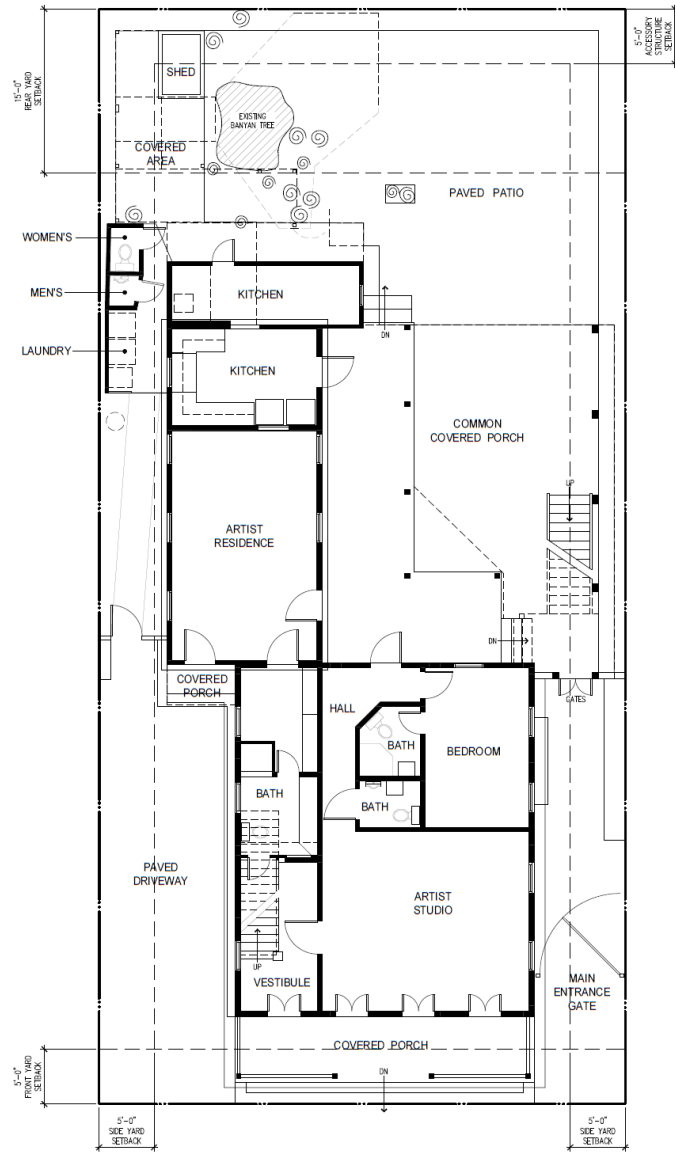 5'-0"
ACCESSORY
STRUCTURE
SETBACK
15'-0"
REAR YARD
SETBACK
SHED
EXISTING
BANYAN TREE
COVERED
AREA
PAVED PATIO
WOMEN'S
MEN'S
KITCHEN
DN
LAUNDRY
KITCHEN
COMMON
COVERED PORCH
UP
ARTIST
RESIDENCE
DN
COVERED
PORCH
GATES
HALL
BATH
BEDROOM
BATH
BATH
PAVED
DRIVEWAY
ARTIST
STUDIO
UP
VESTIBULE
MAIN
ENTRANCE
GATE
COVERED PORCH
DN
5'-0"
FRONT YARD
SETBACK
5'-0"
SIDE YARD
SETBACK
5'-0"
SIDE YARD
SETBACK